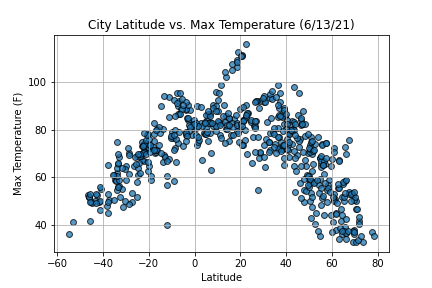 City Latitude vs. Max Temperature (6/13/21)
Max Temperature (F)
100
80
60
40
−60 −40 −20 0 20 40 60 80
Latitude